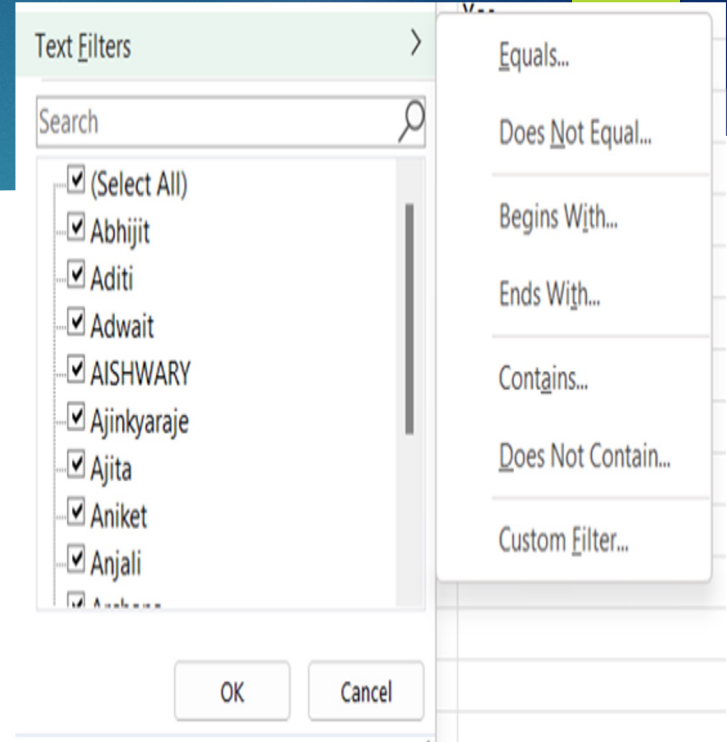 Text Filters
Search
(Select All)
Abhijit
Aditi
Adwait
AISHWARY
Ajinkyaraje
Ajita
Aniket
Anjali
OK
Cancel
Equals...
Does Not Equal...
Begins With...
Ends With...
Contains...
Does Not Contain...
Custom Filter...